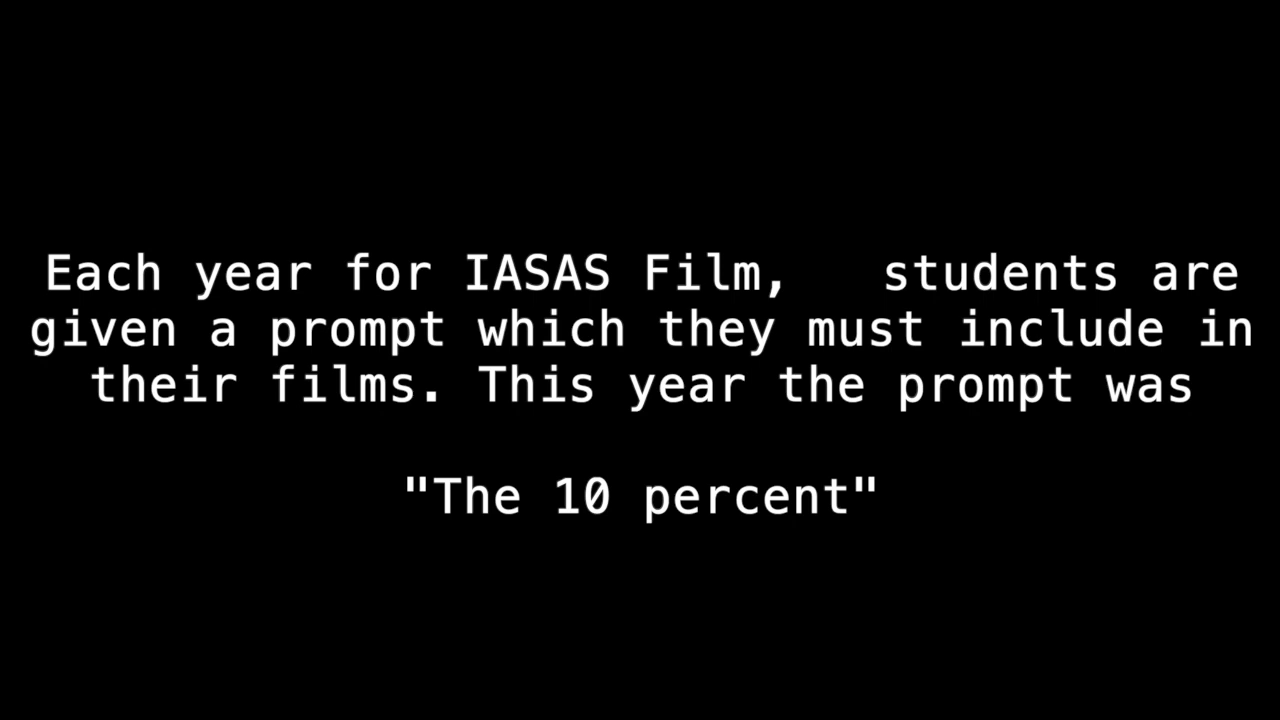 Each year for IASAS Film,   students are
given a prompt which they must include in
their films. This year the prompt was
"The 10 percent"